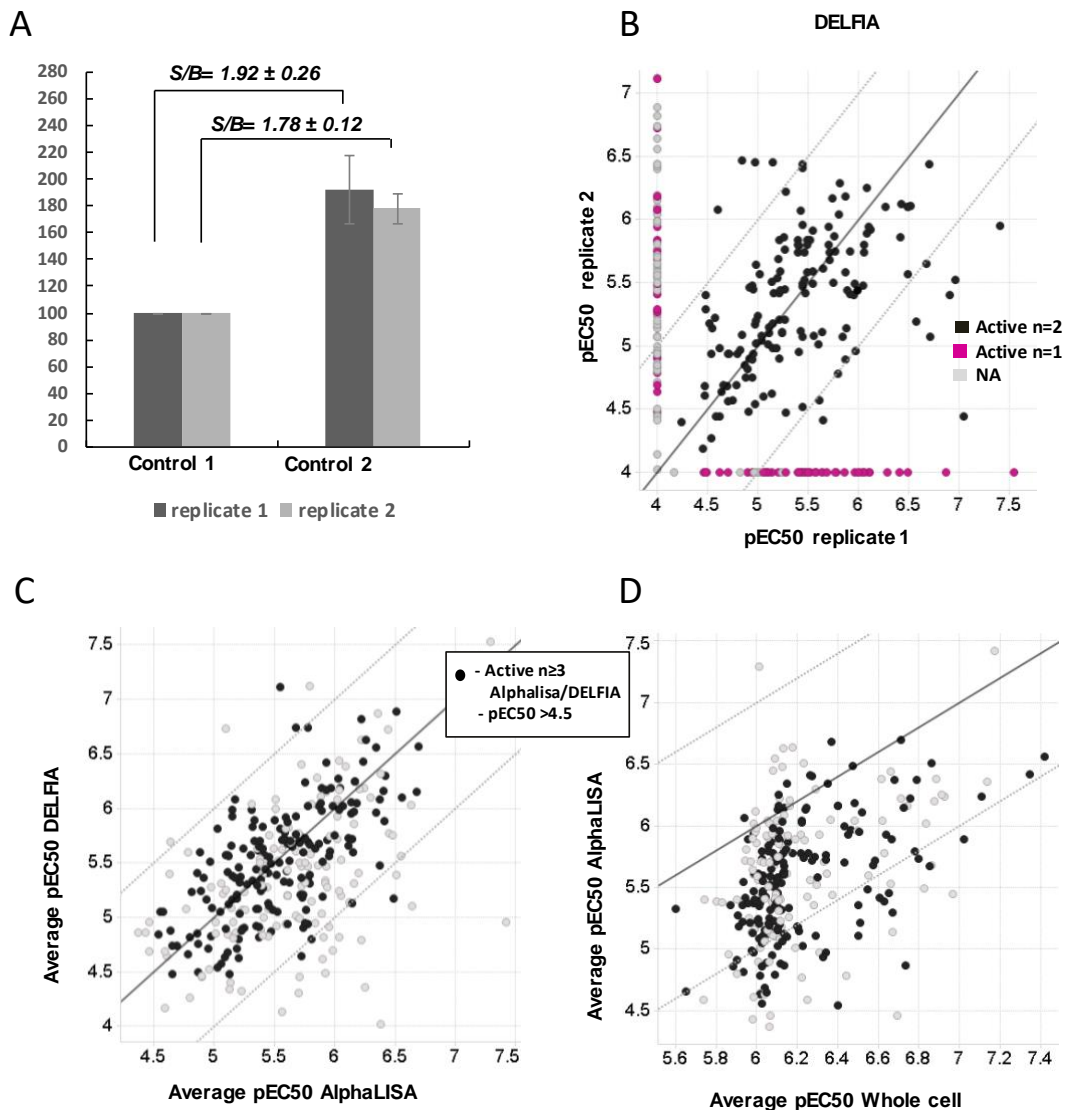 A
S/B= 1.92 ± 0.26
S/B= 1.78 ± 0.12
280
260
240
220
200
180
160
140
120
100
80
60
40
20
0
Control 1
Control 2
replicate 1
replicate 2
B
DELFIA
7
6.5
6
5.5
5
4.5
4
pEC50 replicate 2
4
4.5
5
5.5
6
6.5
7
7.5
pEC50 replicate 1
Active n=2
Active n=1
NA
C
7.5
7
6.5
6
5.5
5
4.5
4
Average pEC50 DELFIA
4.5
5
5.5
6
6.5
7
7.5
Average pEC50 AlphaLISA
- Active n≥3
Alphalisa/DELFIA
- pEC50 >4.5
D
7.5
7
6.5
6
5.5
5
4.5
Average pEC50 AlphaLISA
5.6
5.8
6
6.2
6.4
6.6
6.8
7
7.2
7.4
Average pEC50 Whole cell